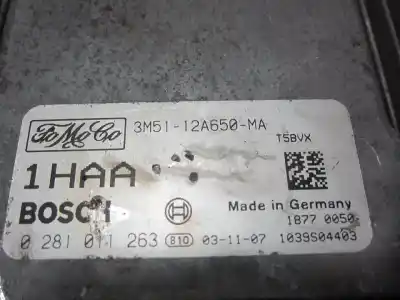 FoMoCo 3M51-12A650-MA
T5BVX
1HAA
BOSCH Made in Germany
1877 0050
0 281 011 263 810 03-11-07 1039S04403